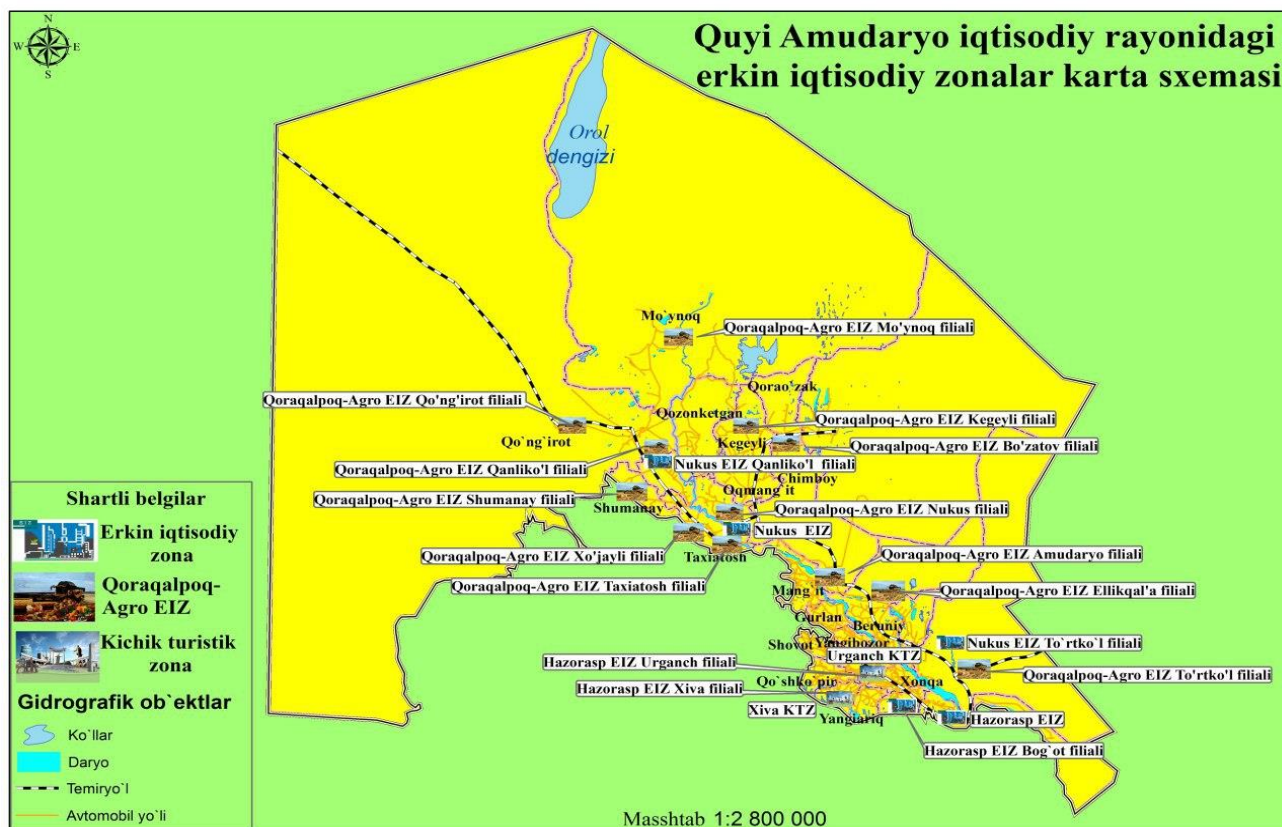 N
W
E
S
Quyi Amudaryo iqtisodiy rayonidagi
erkin iqtisodiy zonalar karta sxemasi
Orol
dengizi
Mo`ynoq
Qoraqalpoq-Agro EIZ Mo'ynoq filiali
Qorao`zak
Qoraqalpoq-Agro EIZ Qo'ng'irot filiali
Qozonketgan
Qoraqalpoq-Agro EIZ Kegeyli filiali
Qo`ng`irot
Kegeyli
Qoraqalpoq-Agro EIZ Bo'zatov filiali
Qoraqalpoq-Agro EIZ Qanliko'l filiali
Nukus EIZ Qanliko'l filiali
Chimboy
Oqmang`it
Qoraqalpoq-Agro EIZ Shumanay filiali
Shumanay
Qoraqalpoq-Agro EIZ Nukus filiali
Nukus EIZ
Qoraqalpoq-Agro EIZ Xo'jayli filiali
Taxiatosh
Qoraqalpoq-Agro EIZ Amudaryo filiali
Qoraqalpoq-Agro EIZ Taxiatosh filiali
Mang`it
Qoraqalpoq-Agro EIZ Ellikqal'a filiali
Gurlan
Beruniy
Shovot
Yangibozor
Nukus EIZ To`rtko`l filiali
Urganch KTZ
Hazorasp EIZ Urganch filiali
Qo`shko`pir
Xonqa
Qoraqalpoq-Agro EIZ To'rtko'l filiali
Hazorasp EIZ Xiva filiali
Xiva KTZ
Yangiariq
Hazorasp EIZ
Hazorasp EIZ Bog`ot filiali
Shartli belgilar
Erkin iqtisodiy
zona
Qoraqalpoq-
Agro EIZ
Kichik turistik
zona
Gidrografik ob`ektlar
Ko`llar
Daryo
Temiryo`l
Avtomobil yo`li
Masshtab 1:2 800 000